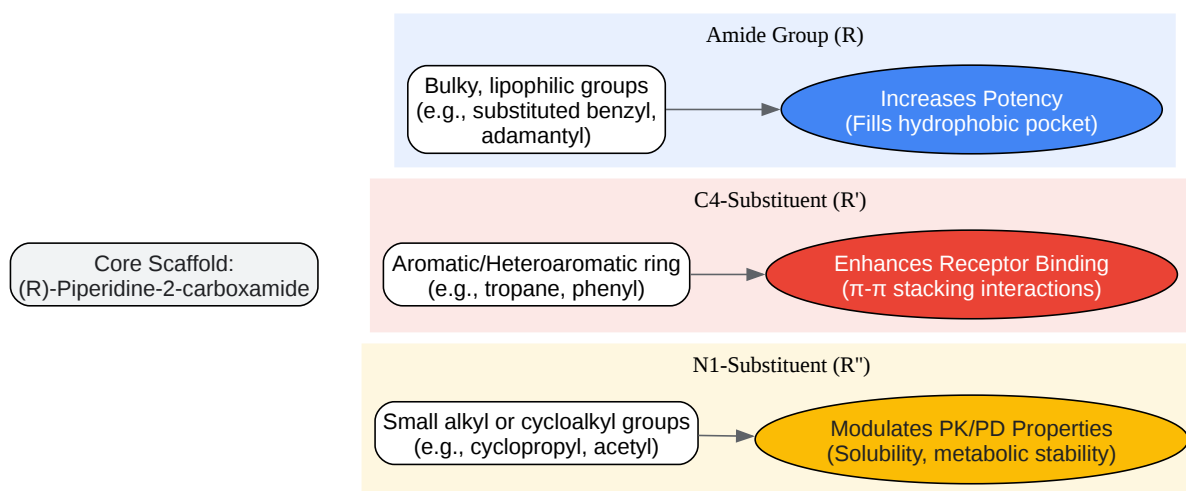 Amide Group (R)
Bulky, lipophilic groups
(e.g., substituted benzyl,
adamantyl)
Increases Potency
(Fills hydrophobic pocket)
C4-Substituent (R')
Core Scaffold:
(R)-Piperidine-2-carboxamide
Aromatic/Heteroaromatic ring
(e.g., tropane, phenyl)
Enhances Receptor Binding
(π-π stacking interactions)
N1-Substituent (R'')
Small alkyl or cycloalkyl groups
(e.g., cyclopropyl, acetyl)
Modulates PK/PD Properties
(Solubility, metabolic stability)